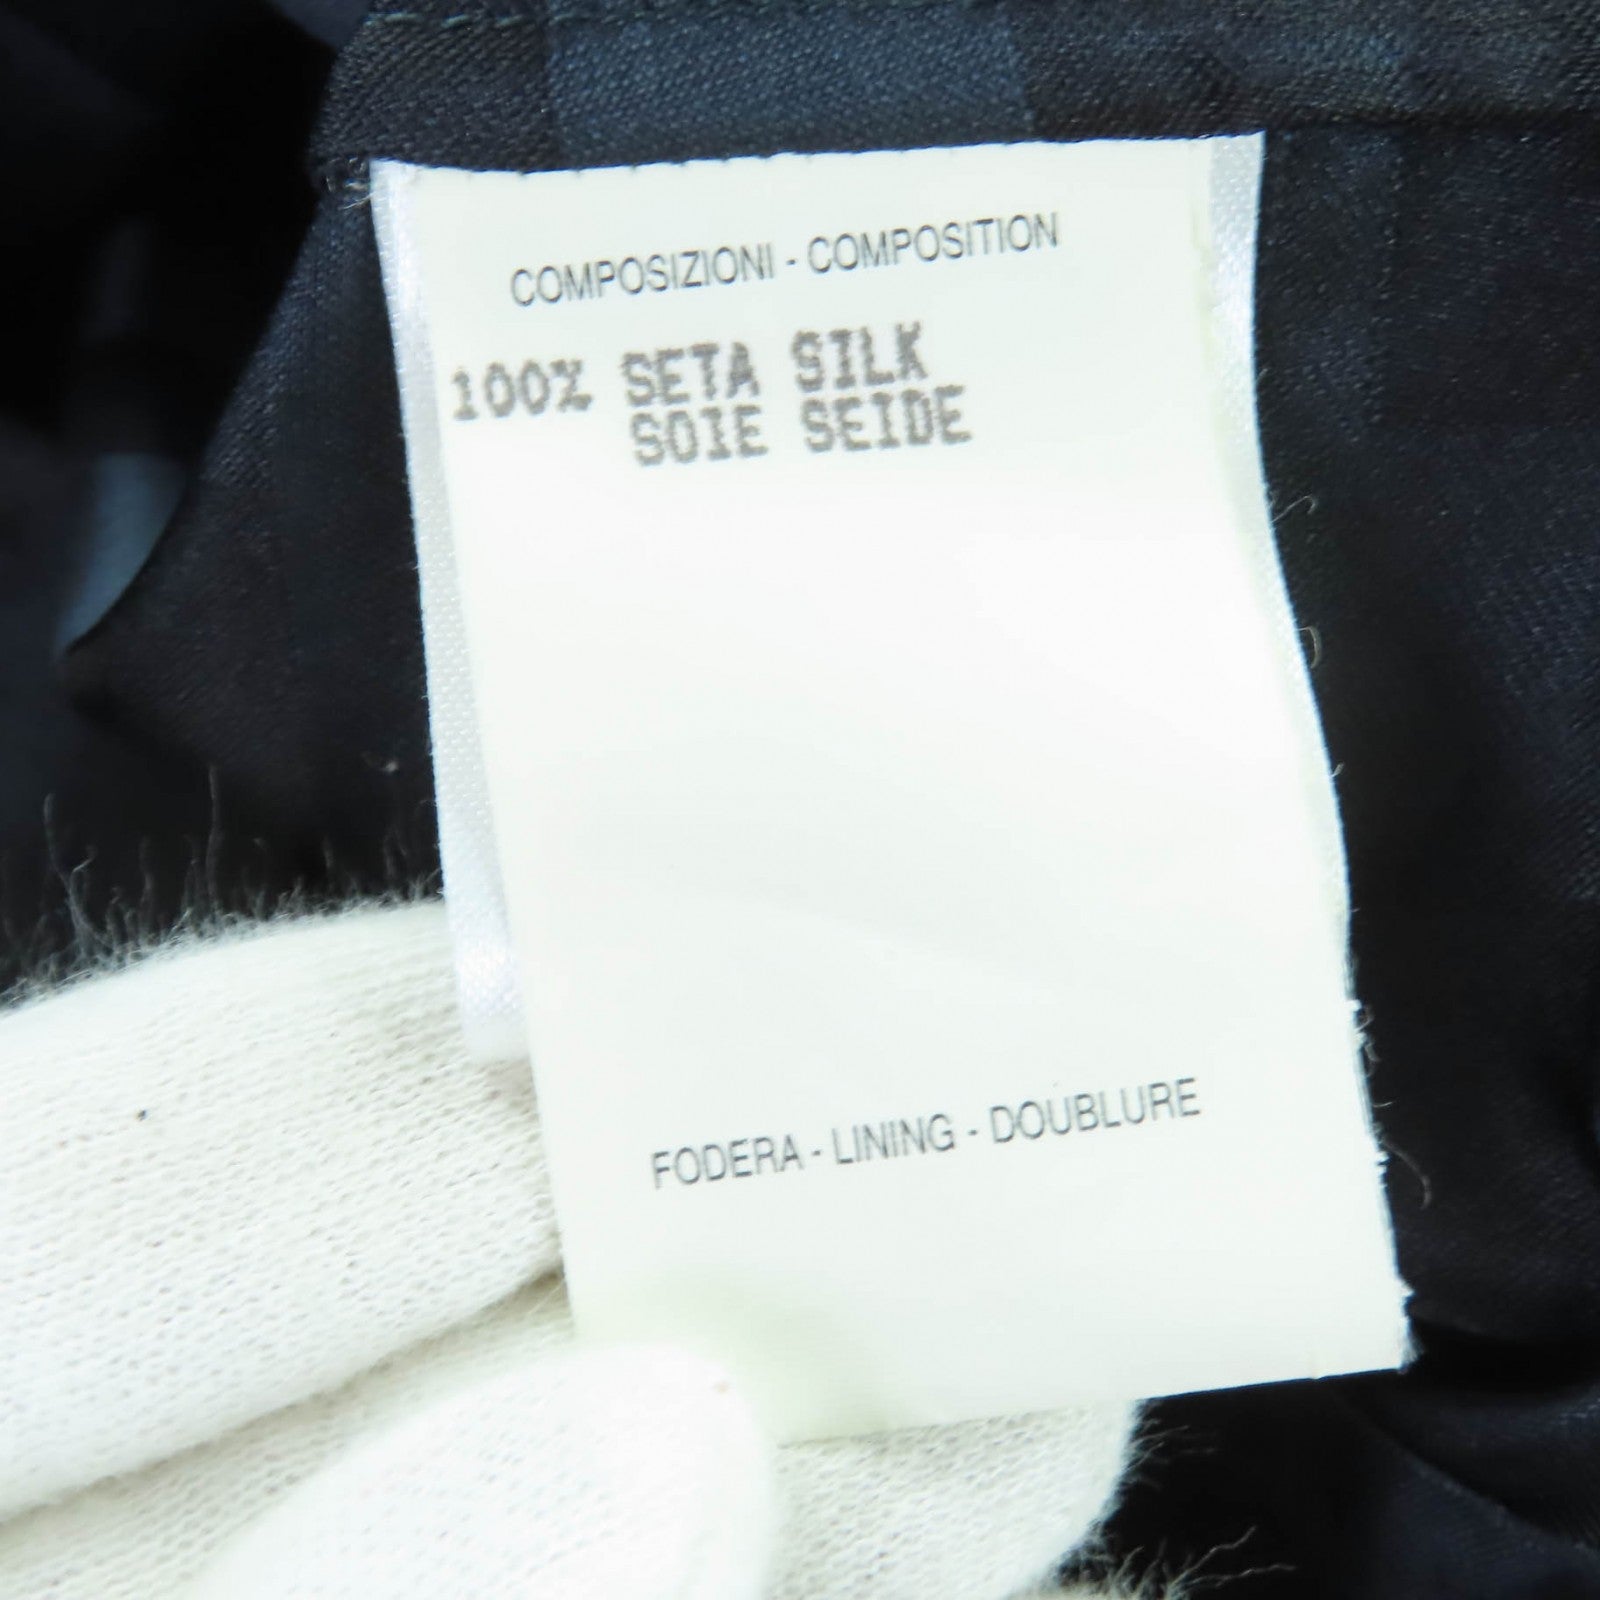 COMPOSIZIONI - COMPOSITION
100% SETA SILK
SOIE SEIDE
FODERA - LINING - DOUBLURE